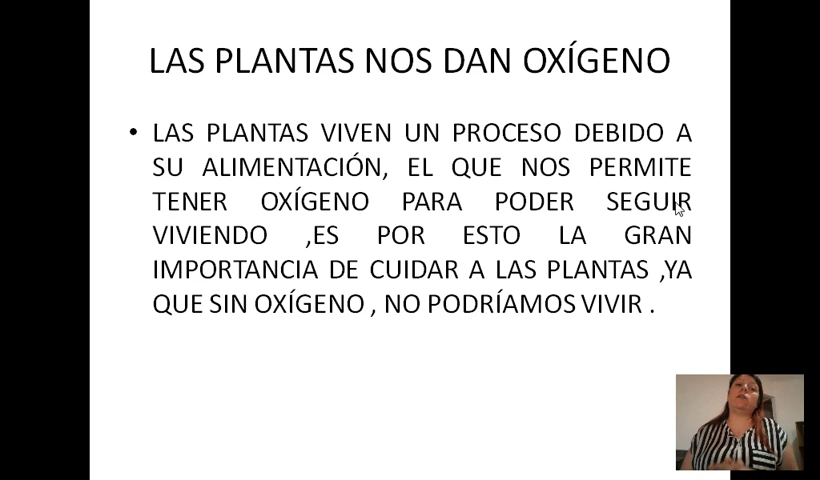 LAS PLANTAS NOS DAN OXÍGENO
• LAS PLANTAS VIVEN UN PROCESO DEBIDO A
SU ALIMENTACIÓN, EL QUE NOS PERMITE
TENER OXÍGENO PARA PODER SEGUIR
VIVIENDO ,ES POR ESTO LA GRAN
IMPORTANCIA DE CUIDAR A LAS PLANTAS ,YA
QUE SIN OXÍGENO , NO PODRÍAMOS VIVIR .